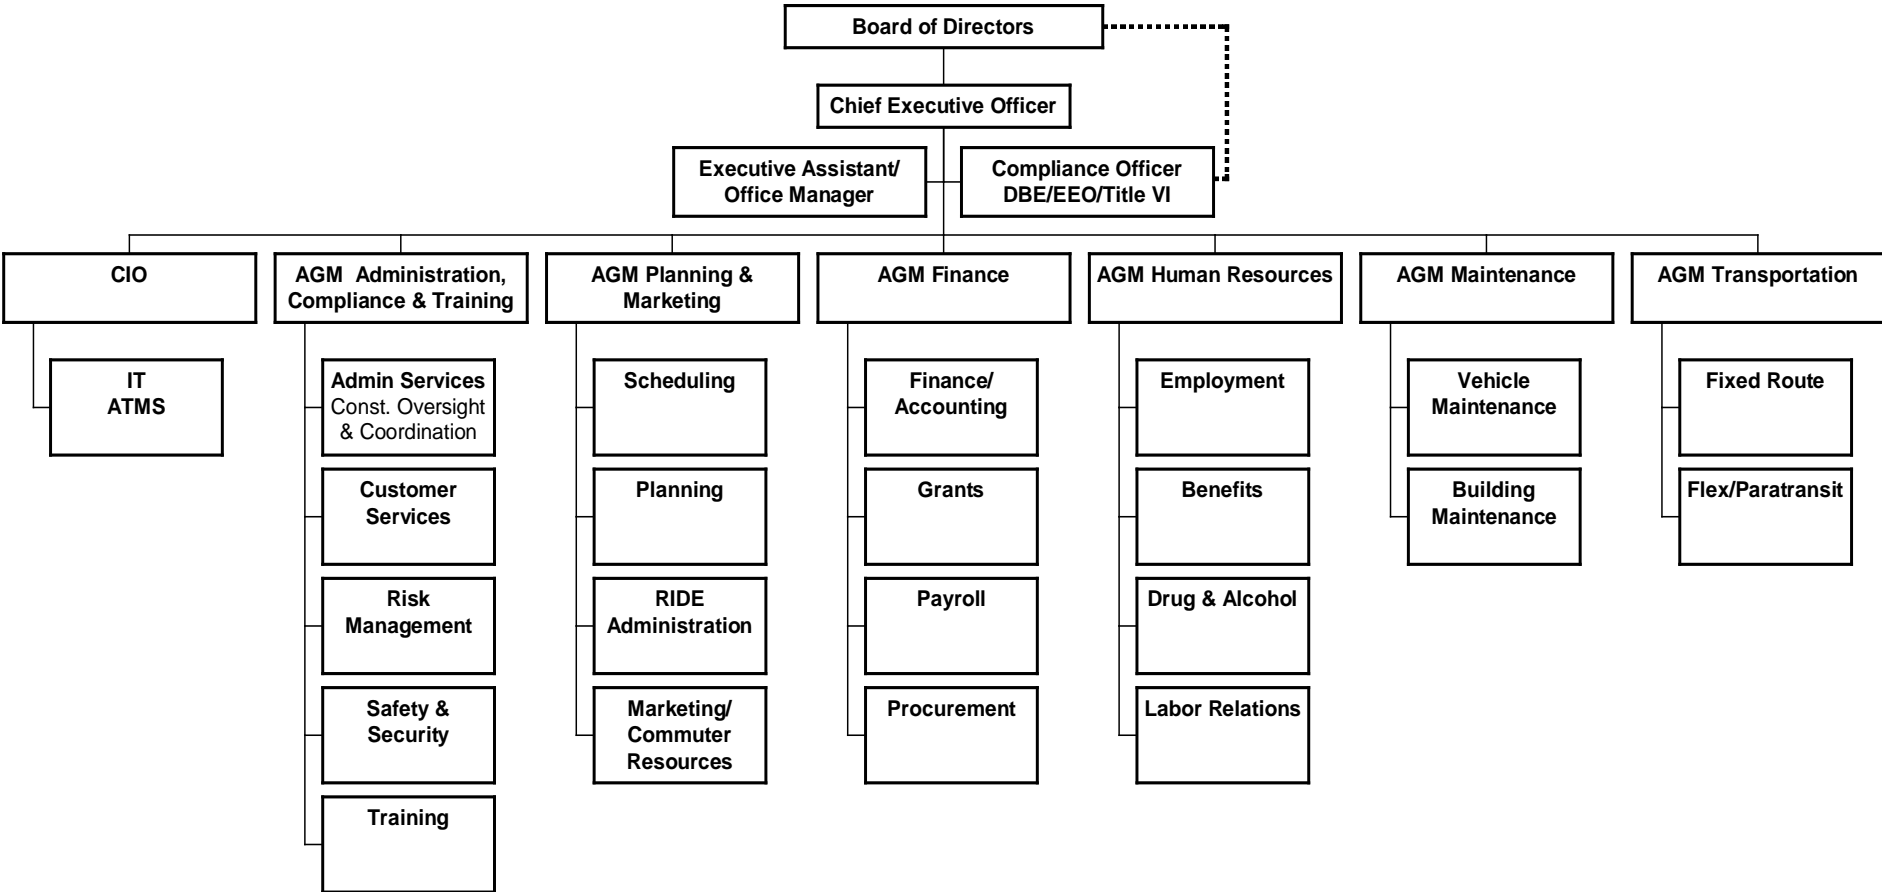 Board of Directors
Chief Executive Officer
Executive Assistant/
Office Manager
Compliance Officer
DBE/EEO/Title VI
CIO
AGM Administration,
Compliance & Training
AGM Planning &
Marketing
AGM Finance
AGM Human Resources
AGM Maintenance
AGM Transportation
IT
ATMS
Admin Services
Const. Oversight
& Coordination
Customer
Services
Risk
Management
Safety &
Security
Training
Scheduling
Planning
RIDE
Administration
Marketing/
Commuter
Resources
Finance/
Accounting
Grants
Payroll
Procurement
Employment
Benefits
Drug & Alcohol
Labor Relations
Vehicle
Maintenance
Building
Maintenance
Fixed Route
Flex/Paratransit